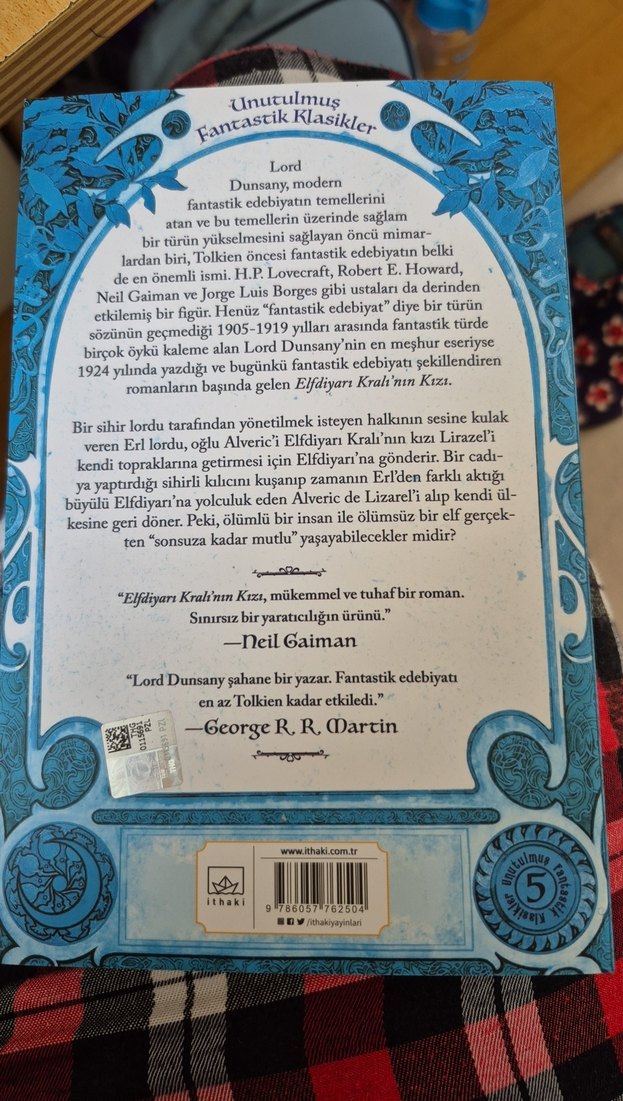 Unutulmuş
Fantastik Klasikler
Lord
Dunsany, modern
fantastik edebiyatın temellerini
atan ve bu temellerin üzerinde sağlam
bir türün yükselmesini sağlayan öncü mimar-
lardan biri, Tolkien öncesi fantastik edebiyatın belki
de en önemli ismi. H.P. Lovecraft, Robert E. Howard,
Neil Gaiman ve Jorge Luis Borges gibi ustaları da derinden
etkilemiş bir figür. Henüz “fantastik edebiyat” diye bir türün
sözünün geçmediği 1905-1919 yılları arasında fantastik türde
birçok öykü kaleme alan Lord Dunsany’nin en meşhur eseriyse
1924 yılında yazdığı ve bugünkü fantastik edebiyatı şekillendiren
romanların başında gelen Elfdiyarı Kralı’nın Kızı.
Bir sihir lordu tarafından yönetilmek isteyen halkının sesine kulak
veren Erl lordu, oğlu Alveric’i Elfdiyarı Kralı’nın kızı Lirazel’i
kendi topraklarına getirmesi için Elfdiyarı’na gönderir. Bir cadı-
ya yaptırdığı sihirli kılıcını kuşanıp zamanın Erl’den farklı aktığı
büyülü Elfdiyarı’na yolculuk eden Alveric de Lizarel’i alıp kendi ül-
kesine geri döner. Peki, ölümlü bir insan ile ölümsüz bir elf gerçek-
ten “sonsuza kadar mutlu” yaşayabilecekler midir?
“Elfdiyarı Kralı’nın Kızı, mükemmel ve tuhaf bir roman.
Sınırsız bir yaratıcılığın ürünü.”
—Neil Gaiman
“Lord Dunsany şahane bir yazar. Fantastik edebiyatı
en az Tolkien kadar etkiledi.”
—George R. R. Martin
PZL
www.ithaki.com.tr
ithaki
9 786057 762504
/ithakiyayinlari
Unutulmuş Fantastik Klasikler
5